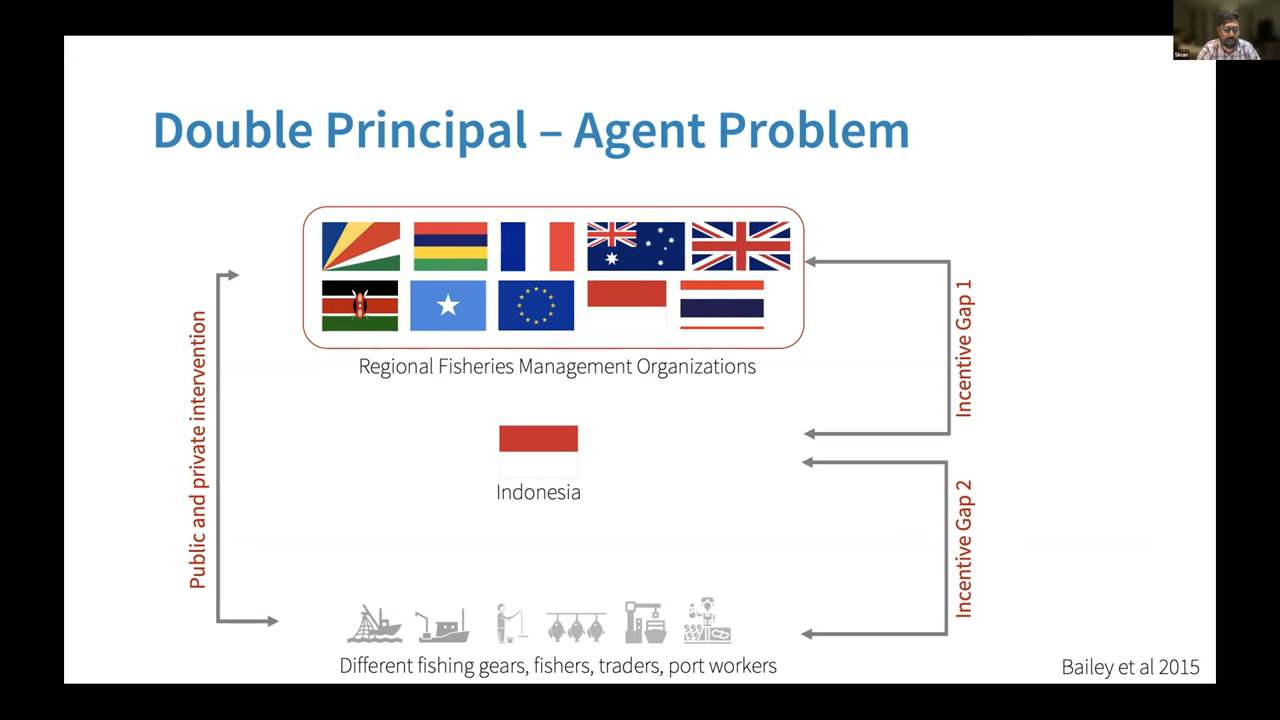 Sinan
Double Principal – Agent Problem
Regional Fisheries Management Organizations
Public and private intervention
Incentive Gap 1
Indonesia
Incentive Gap 2
Different fishing gears, fishers, traders, port workers
Bailey et al 2015